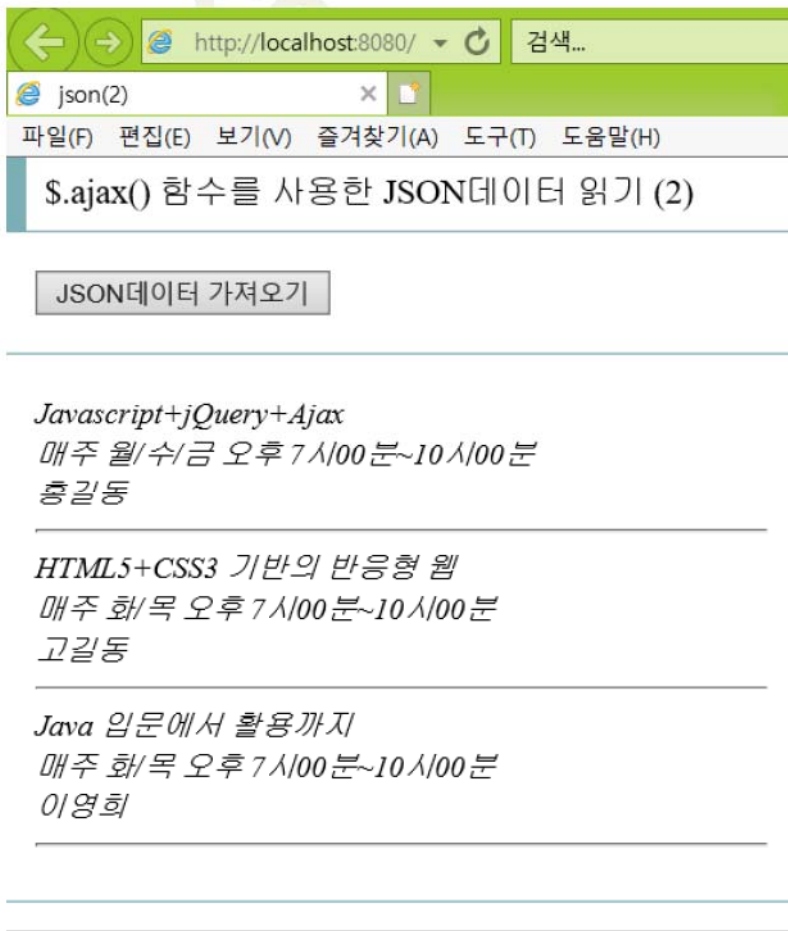 http://localhost:8080/ 검색...
json(2)
파일(F) 편집(E) 보기(V) 즐겨찾기(A) 도구(T) 도움말(H)
$.ajax() 함수를 사용한 JSON데이터 읽기 (2)
JSON데이터 가져오기
Javascript+jQuery+Ajax
매주 월/수/금 오후 7시00분~10시00분
홍길동
HTML5+CSS3 기반의 반응형 웹
매주 화/목 오후 7시00분~10시00분
고길동
Java 입문에서 활용까지
매주 화/목 오후 7시00분~10시00분
이영희